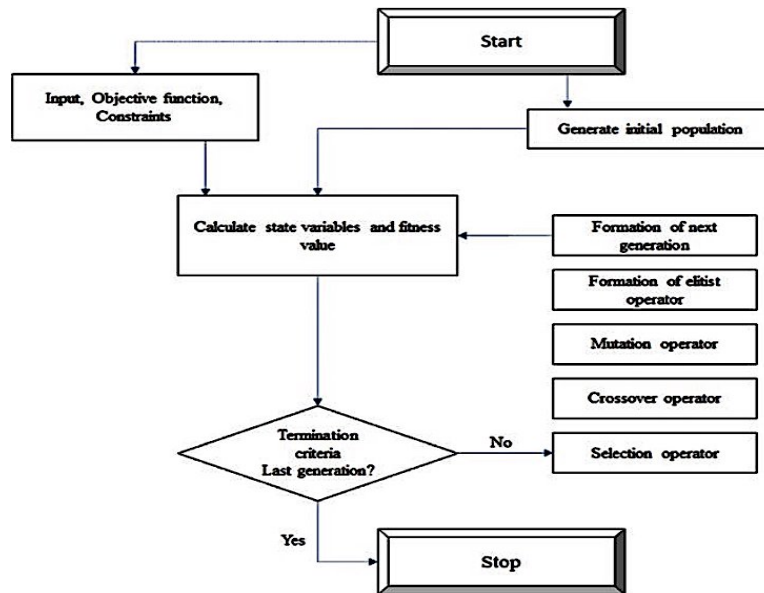 Start
Input, Objective function,
Constraints
Generate initial population
Calculate state variables and fitness
value
Formation of next
generation
Formation of elitist
operator
Mutation operator
Crossover operator
Termination
criteria
Last generation?
No
Selection operator
Yes
Stop